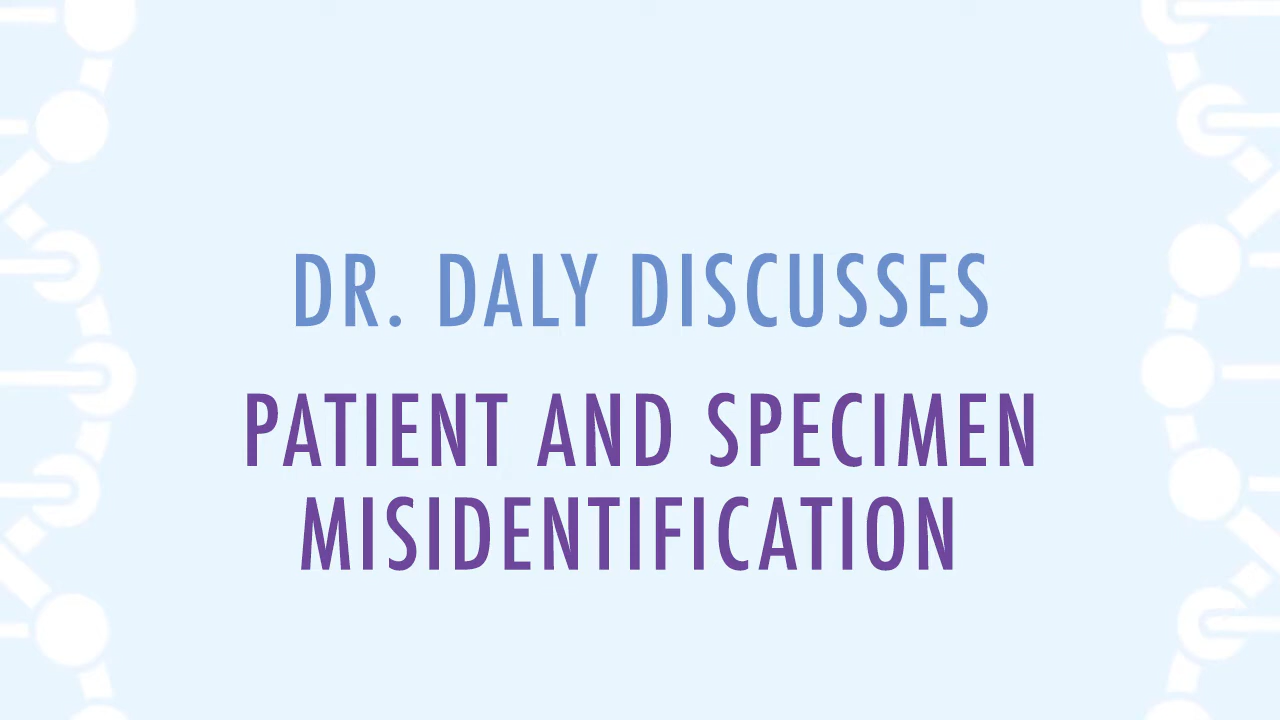 DR. DALY DISCUSSES
PATIENT AND SPECIMEN
MISIDENTIFICATION